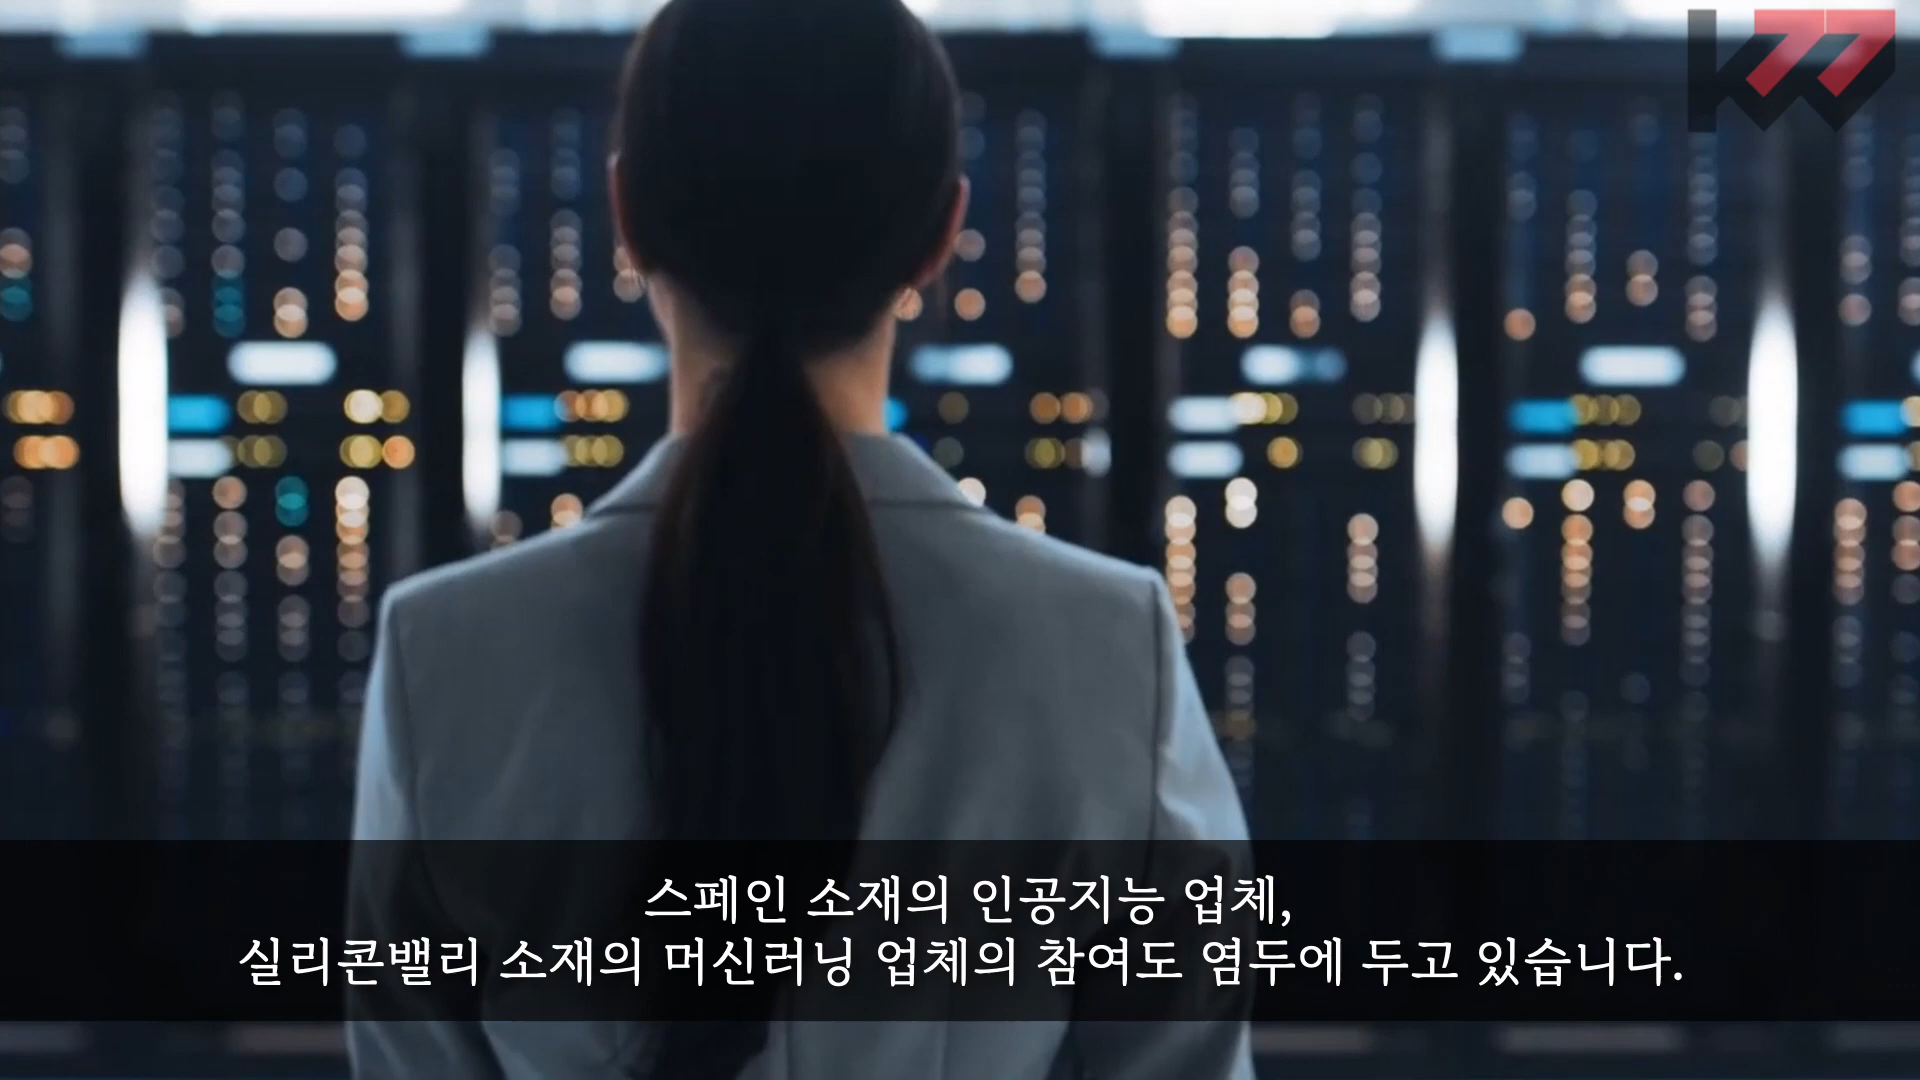 K77
스페인 소재의 인공지능 업체,
실리콘밸리 소재의 머신러닝 업체의 참여도 염두에 두고 있습니다.